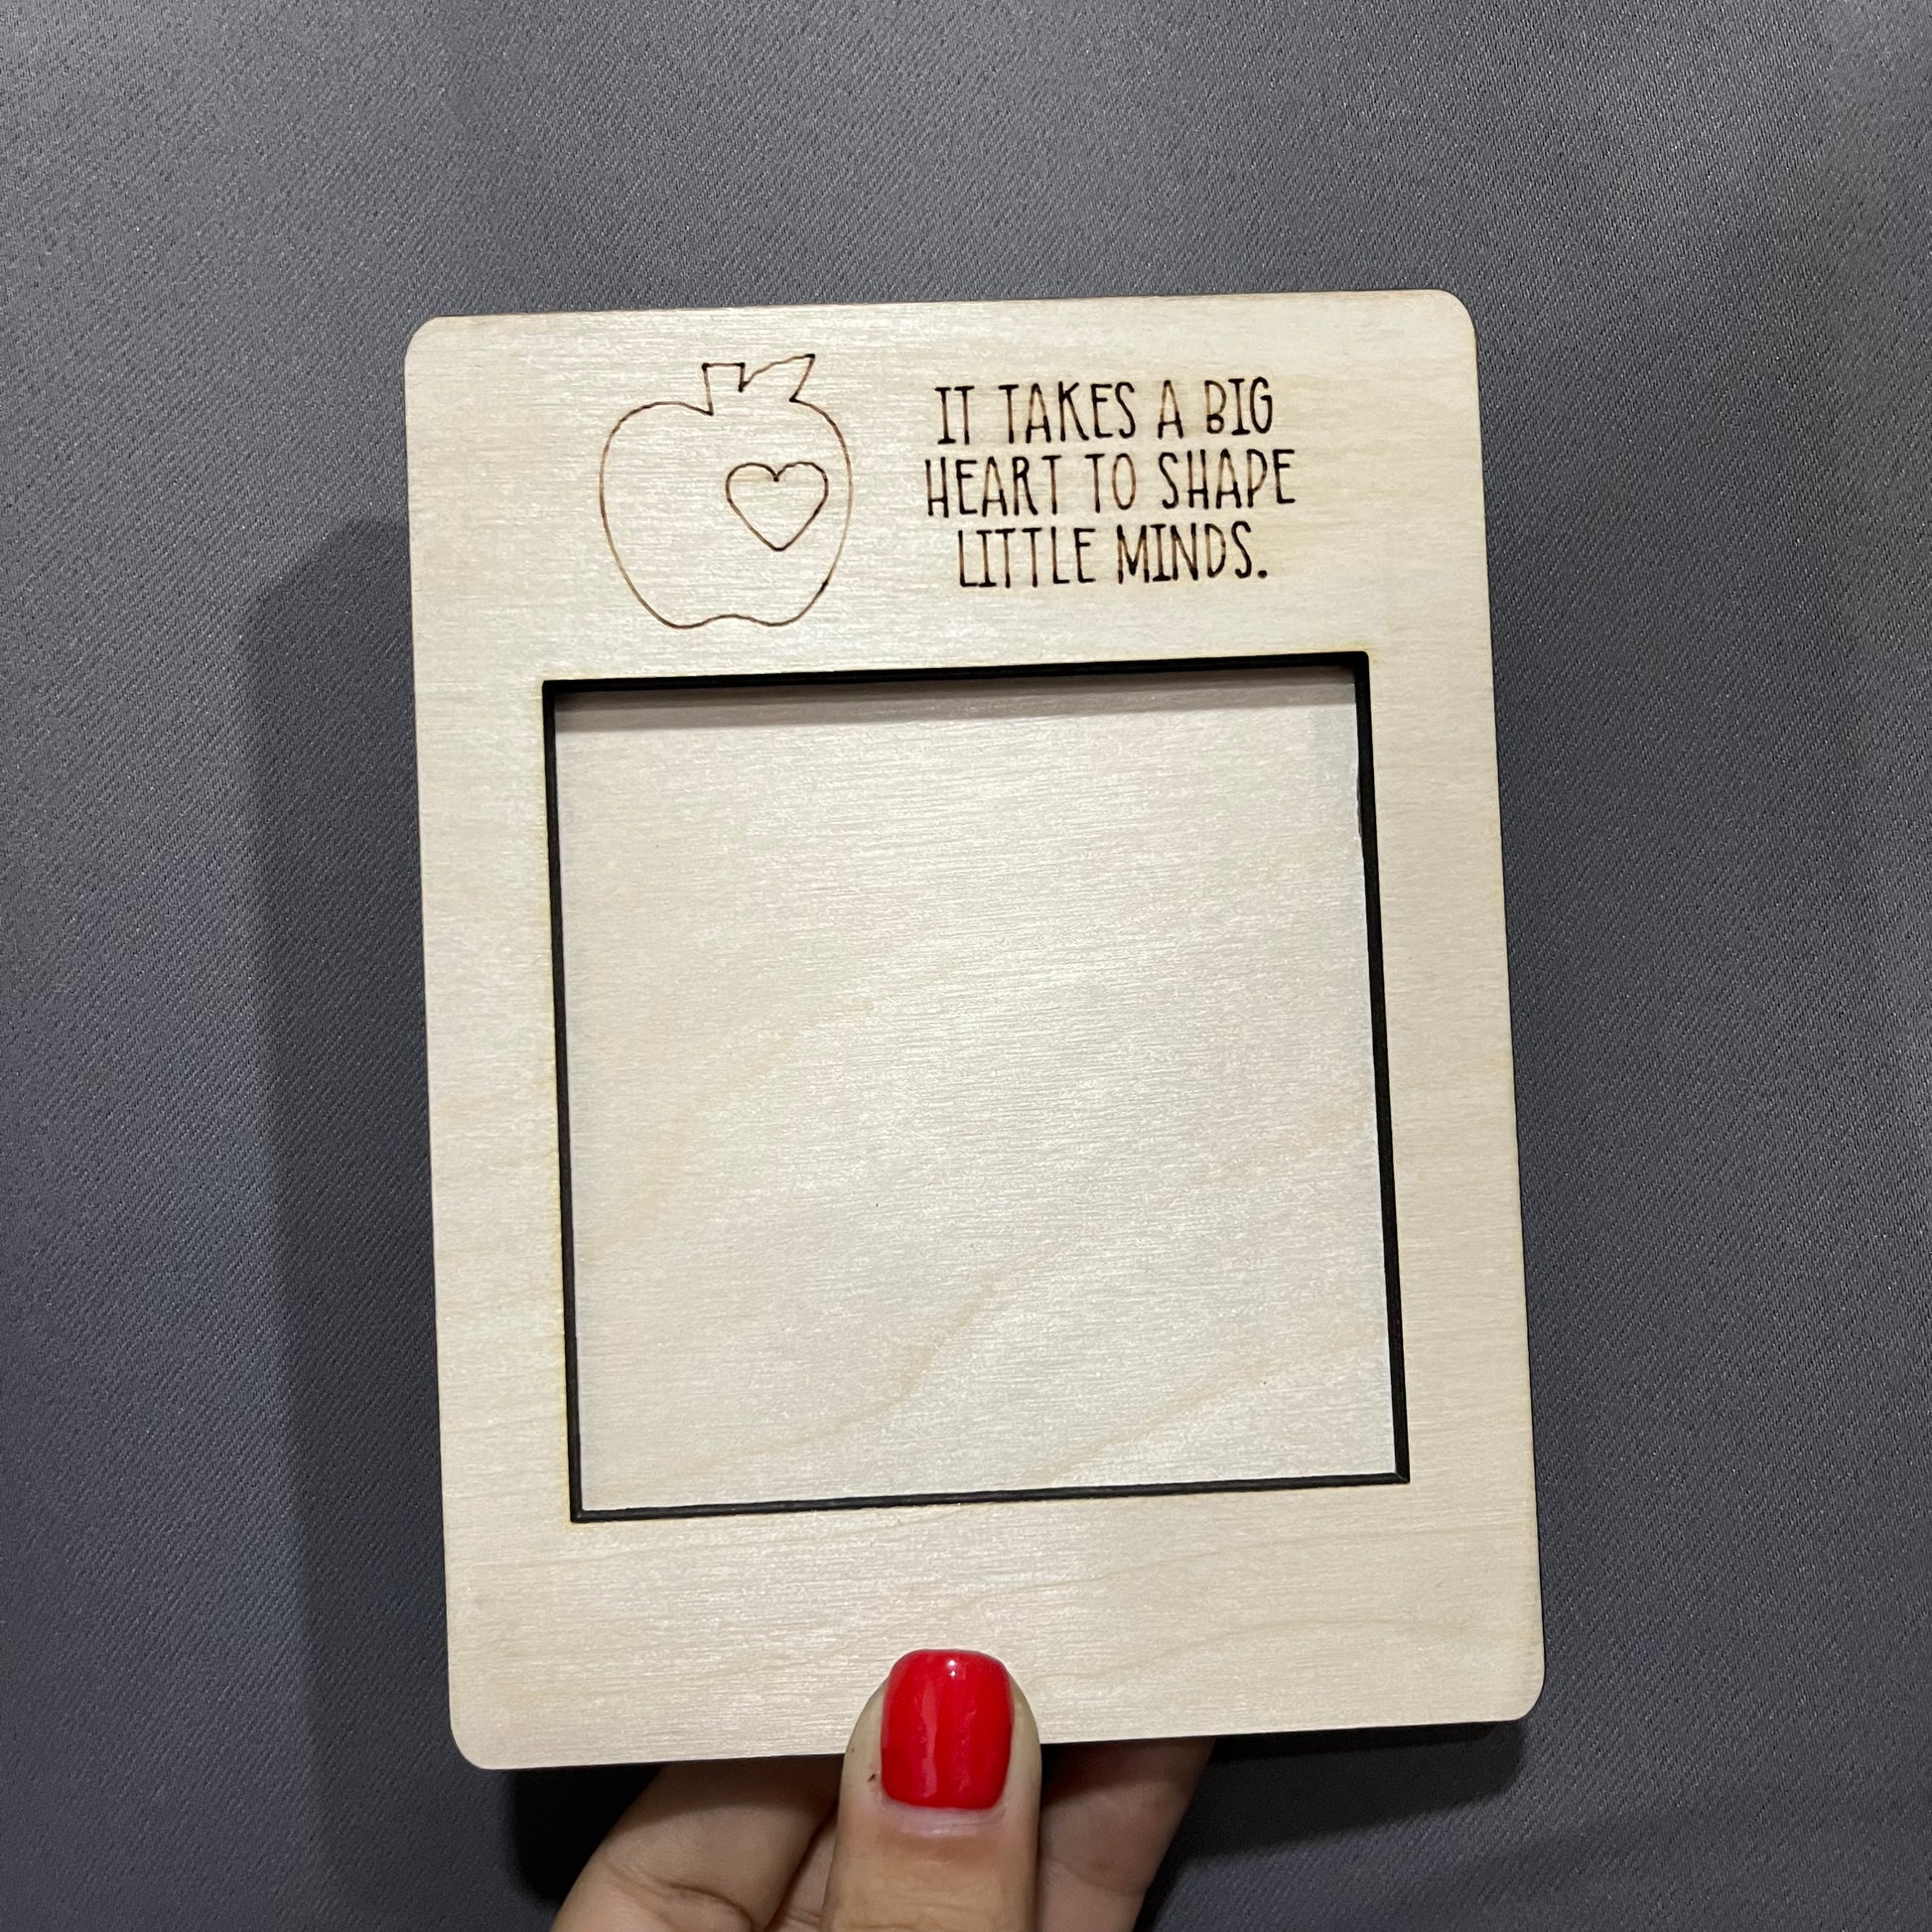 IT TAKES A BIG
HEART TO SHAPE
LITTLE MINDS.